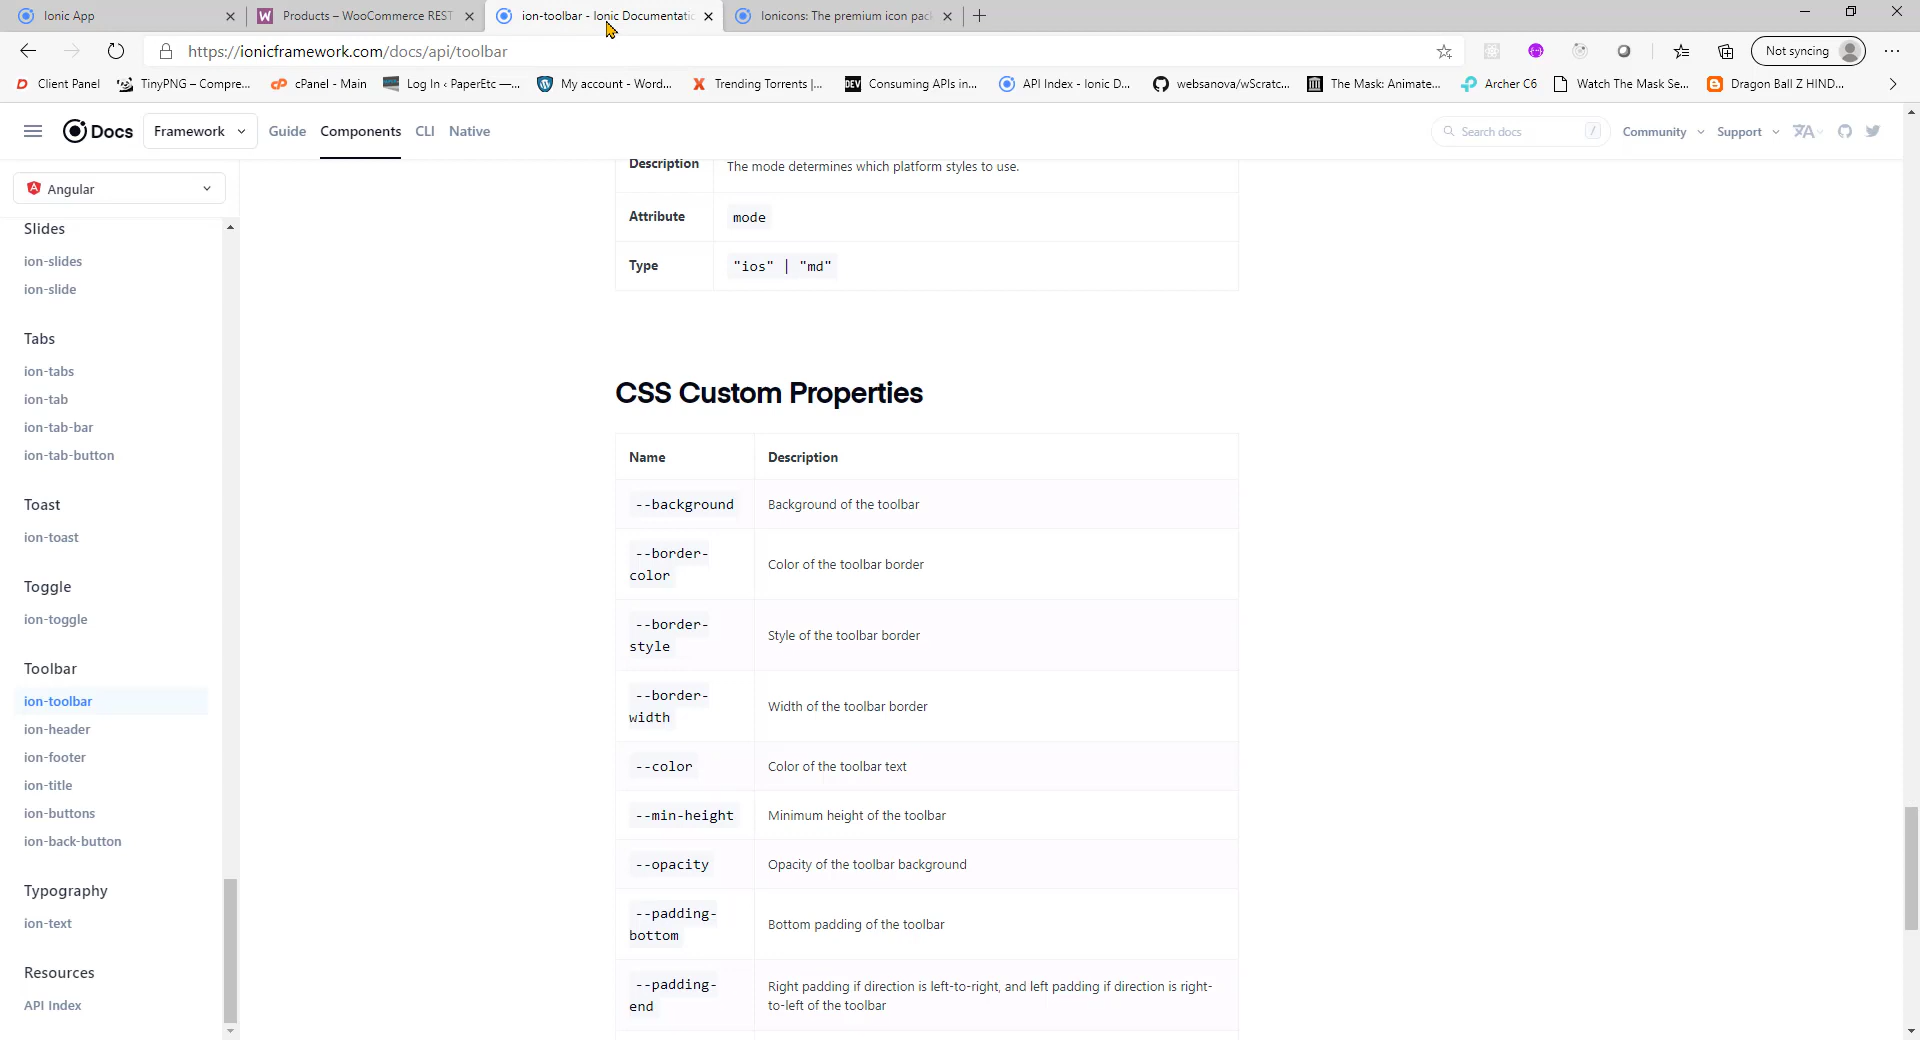 Ionic App
Products – WooCommerce REST
ion-toolbar - Ionic Documentatic
Ionicons: The premium icon pac
https://ionicframework.com/docs/api/toolbar
Not syncing
Client Panel
TinyPNG – Compre...
cPanel - Main
Log In ‹ PaperEtc —...
My account - Word...
Trending Torrents |...
DEV
Consuming APIs in...
API Index - Ionic D...
websanova/wScratc...
The Mask: Animate...
Archer C6
Watch The Mask Se...
Dragon Ball Z HIND...
Docs
Framework
Guide
Components
CLI
Native
Search docs
/
Community
Support
Angular
Slides
ion-slides
ion-slide
Tabs
ion-tabs
ion-tab
ion-tab-bar
ion-tab-button
Toast
ion-toast
Toggle
ion-toggle
Toolbar
ion-toolbar
ion-header
ion-footer
ion-title
ion-buttons
ion-back-button
Typography
ion-text
Resources
API Index
Description The mode determines which platform styles to use.
Attribute mode
Type "ios" | "md"
CSS Custom Properties
Name Description
--background Background of the toolbar
--border-
color
Color of the toolbar border
--border-
style
Style of the toolbar border
--border-
width
Width of the toolbar border
--color Color of the toolbar text
--min-height Minimum height of the toolbar
--opacity Opacity of the toolbar background
--padding-
bottom
Bottom padding of the toolbar
--padding-
end
Right padding if direction is left-to-right, and left padding if direction is right-
to-left of the toolbar